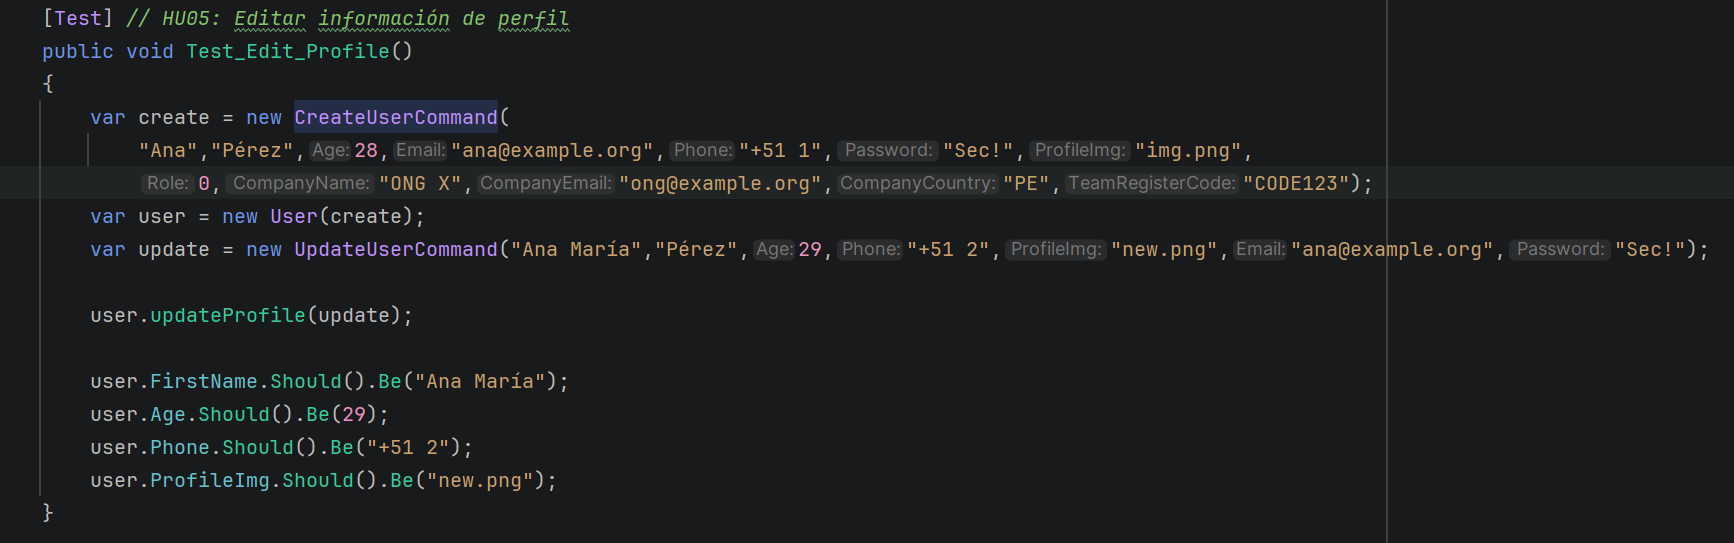 [Test] // HU05: Editar información de perfil
public void Test_Edit_Profile()
{
var create = new CreateUserCommand(
"Ana","Pérez", Age: 28, Email: "ana@example.org", Phone: "+51 1", Password: "Sec!", ProfileImg: "img.png",
Role: 0, CompanyName: "ONG X", CompanyEmail: "ong@example.org", CompanyCountry: "PE", TeamRegisterCode: "CODE123");
var user = new User(create);
var update = new UpdateUserCommand("Ana María","Pérez", Age: 29, Phone: "+51 2", ProfileImg: "new.png", Email: "ana@example.org", Password: "Sec!");
user.updateProfile(update);
user.FirstName.Should().Be("Ana María");
user.Age.Should().Be(29);
user.Phone.Should().Be("+51 2");
user.ProfileImg.Should().Be("new.png");
}